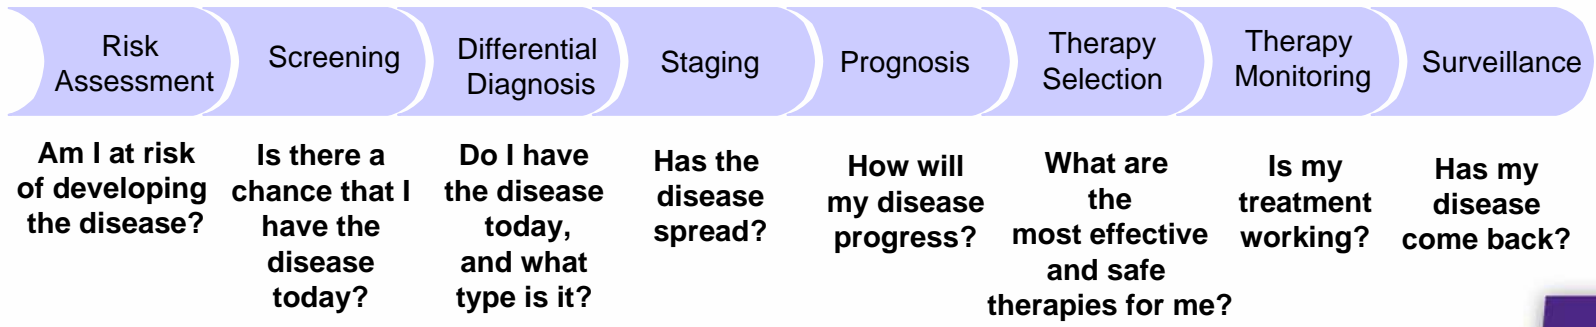 Risk
Assessment
Screening
Differential
Diagnosis
Staging
Prognosis
Therapy
Selection
Therapy
Monitoring
Surveillance
Am I at risk
of developing
the disease?
Is there a
chance that I
have the
disease
today?
Do I have
the disease
today,
and what
type is it?
Has the
disease
spread?
How will
my disease
progress?
What are
the
most effective
and safe
therapies for me?
Is my
treatment
working?
Has my
disease
come back?